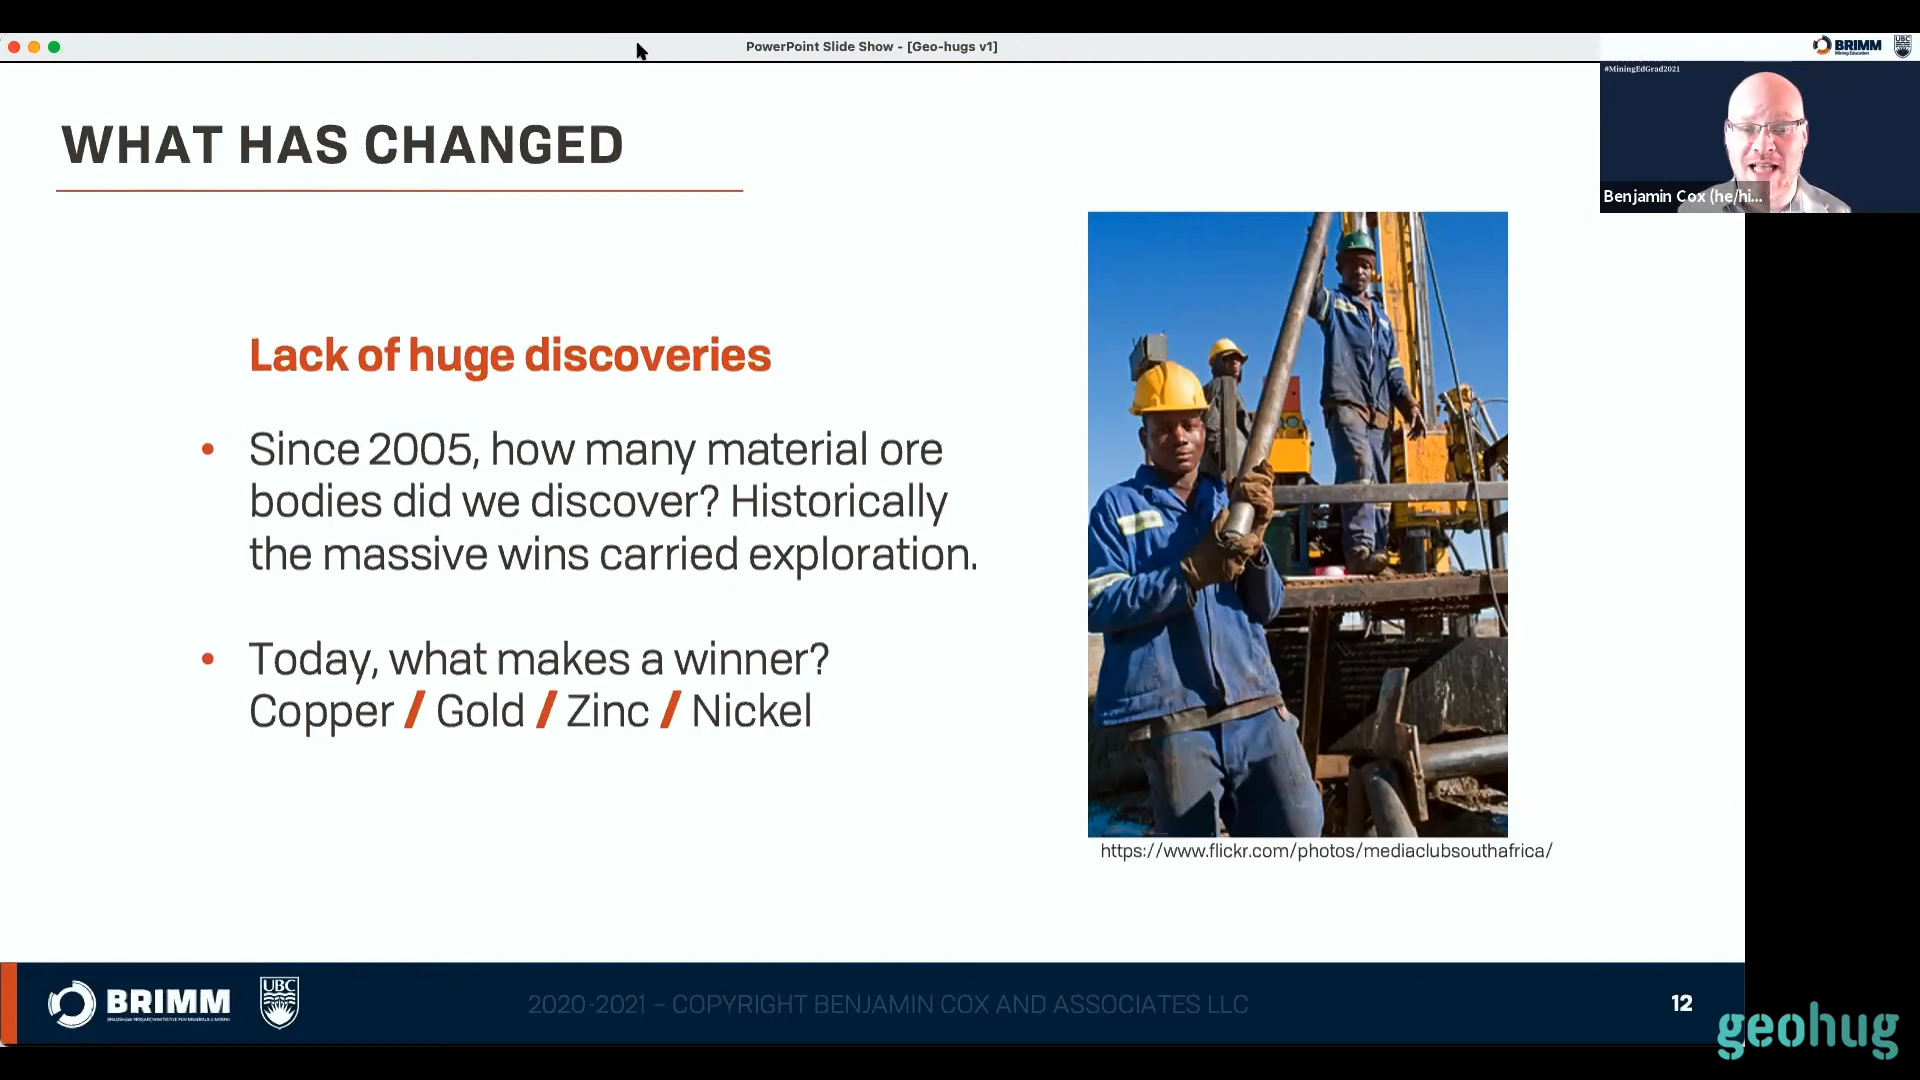 PowerPoint Slide Show - [Geo-hugs v1]
BRIMM
UBC
#MiningEdGrad2021
Benjamin Cox (he/hi...
WHAT HAS CHANGED
Lack of huge discoveries
• Since 2005, how many material ore
bodies did we discover? Historically
the massive wins carried exploration.
• Today, what makes a winner?
Copper / Gold / Zinc / Nickel
https://www.flickr.com/photos/mediaclubsouthafrica/
BRIMM
UBC
2020-2021 – COPYRIGHT BENJAMIN COX AND ASSOCIATES LLC
12
geohug